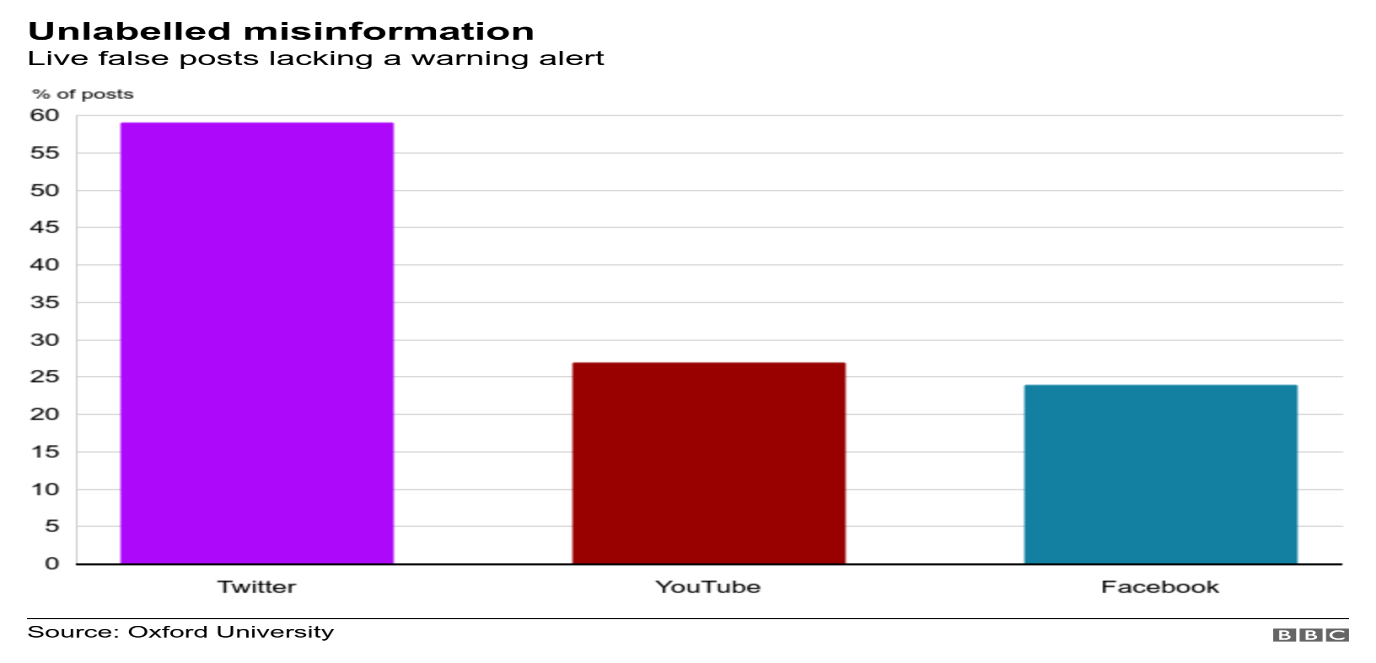 Unlabelled misinformation
Live false posts lacking a warning alert
% of posts
60
55
50
45
40
35
30
25
20
15
10
5
0
Twitter YouTube Facebook
Source: Oxford University
BBC